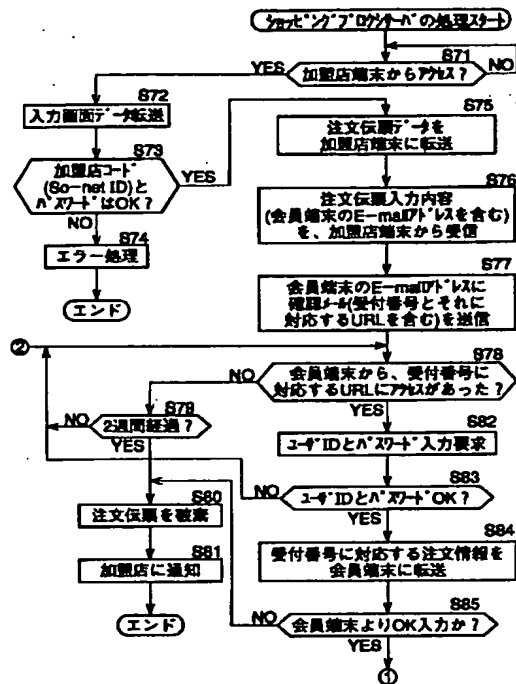 ショッピングプロクシサーバの処理スタート
S71
加盟店端末からアクセス?
YES
NO
S72
入力画面データ転送
S73
加盟店コード
(So-net ID)と
パスワードはOK?
YES
NO
S74
エラー処理
エンド
S75
注文伝票データを
加盟店端末に転送
S76
注文伝票入力内容
(会員端末のE-mailアドレスを含む)
を、加盟店端末から受信
S77
会員端末のE-mailアドレスに
確認メール(受付番号とそれに
対応するURLを含む)を送信
②
S78
会員端末から、受付番号に
対応するURLにアクセスがあった?
NO
YES
S79
2週間経過?
NO
YES
S80
注文伝票を破棄
S81
加盟店に通知
エンド
S82
ユーザIDとパスワード入力要求
S83
ユーザIDとパスワードOK?
NO
YES
S84
受付番号に対応する注文情報を
会員端末に転送
S85
会員端末よりOK入力か?
NO
YES
①